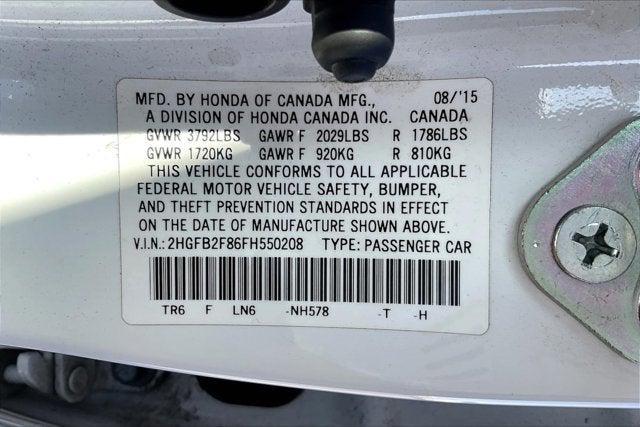 MFD. BY HONDA OF CANADA MFG., 08/'15
A DIVISION OF HONDA CANADA INC. CANADA
GVWR 3792LBS GAWR F 2029LBS R 1786LBS
GVWR 1720KG GAWR F 920KG R 810KG
THIS VEHICLE CONFORMS TO ALL APPLICABLE
FEDERAL MOTOR VEHICLE SAFETY, BUMPER,
AND THEFT PREVENTION STANDARDS IN EFFECT
ON THE DATE OF MANUFACTURE SHOWN ABOVE.
V.I.N.: 2HGFB2F86FH550208 TYPE: PASSENGER CAR
TR6 F LN6 -NH578 -T -H